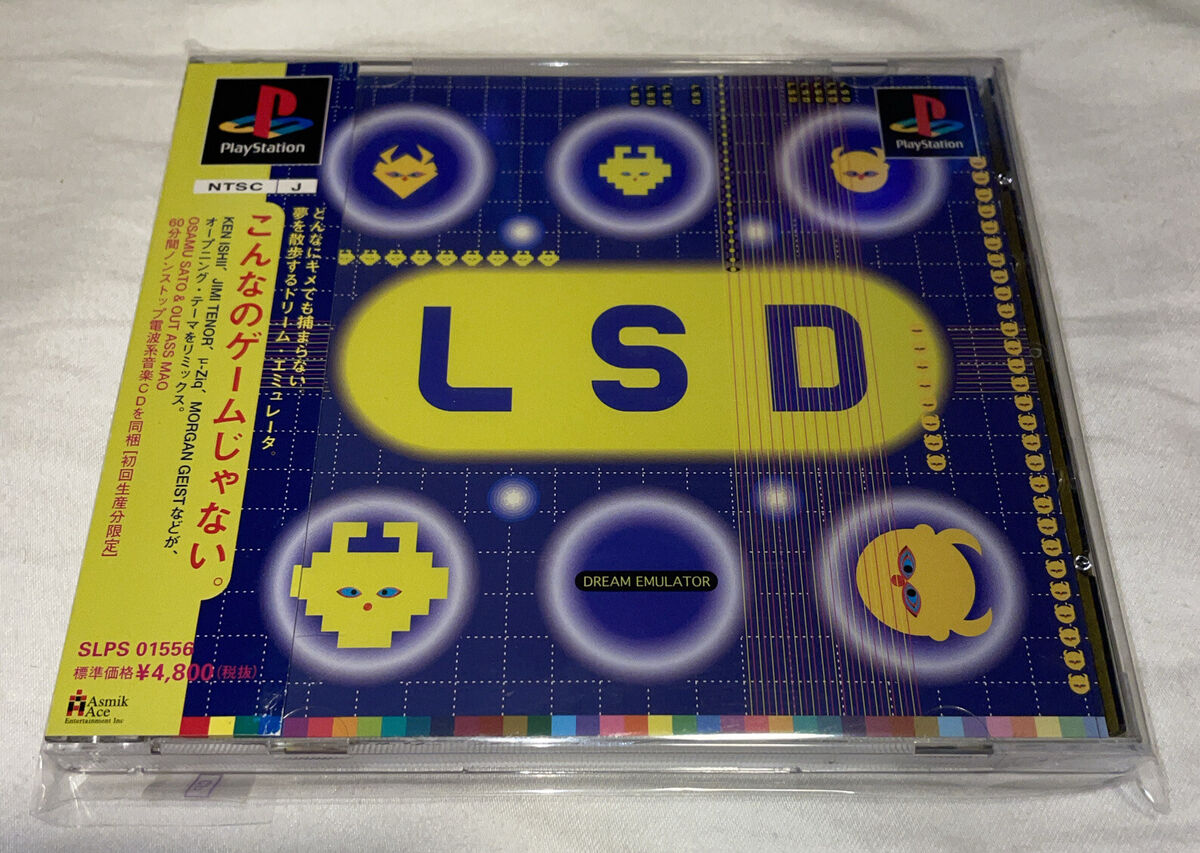 PlayStation
NTSC J
どんなにキメても捕まらない、
夢を散歩するドリーム・エミュレータ。
こんなのゲームじゃない。
KEN ISHII、JIMI TENOR、μ-Ziq、MORGAN GEISTなどが、
オープニング・テーマをリミックス。
OSAMU SATO & OUT ASS MAO
60分間ノンストップ電波系音楽CDを同梱 [初回生産分限定]
SLPS 01556
標準価格¥4,800(税抜)
Asmik
Ace
Entertainment Inc
PlayStation
LSD
DREAM EMULATOR